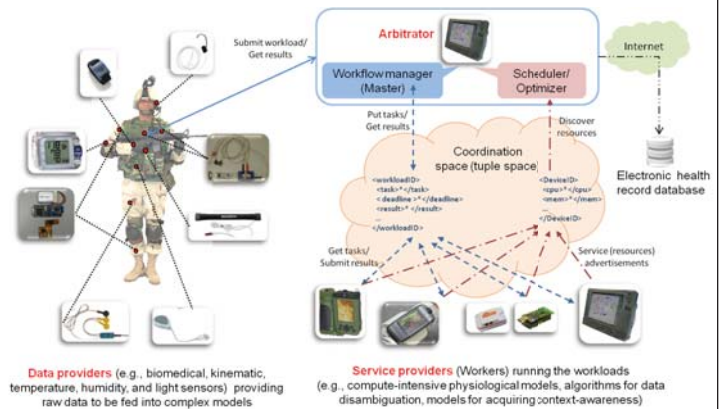 Submit workload/
Get results
Arbitrator
Workflow manager
(Master)
Scheduler/
Optimizer
Internet
Put tasks/
Get results
Discover
resources
Electronic health
record database
Coordination
space (tuple space)
<workloadID>
<task>* </task>
<deadline>* </deadline>
<result>* </result>
...
</workloadID>
<DeviceID>
<cpu>* </cpu>
<mem>* </mem>
...
</DeviceID>
Get tasks/
Submit results
Service (resources)
advertisements
Data providers (e.g., biomedical, kinematic,
temperature, humidity, and light sensors) providing
raw data to be fed into complex models
Service providers (Workers) running the workloads
(e.g., compute-intensive physiological models, algorithms for data
disambiguation, models for acquiring context-awareness)